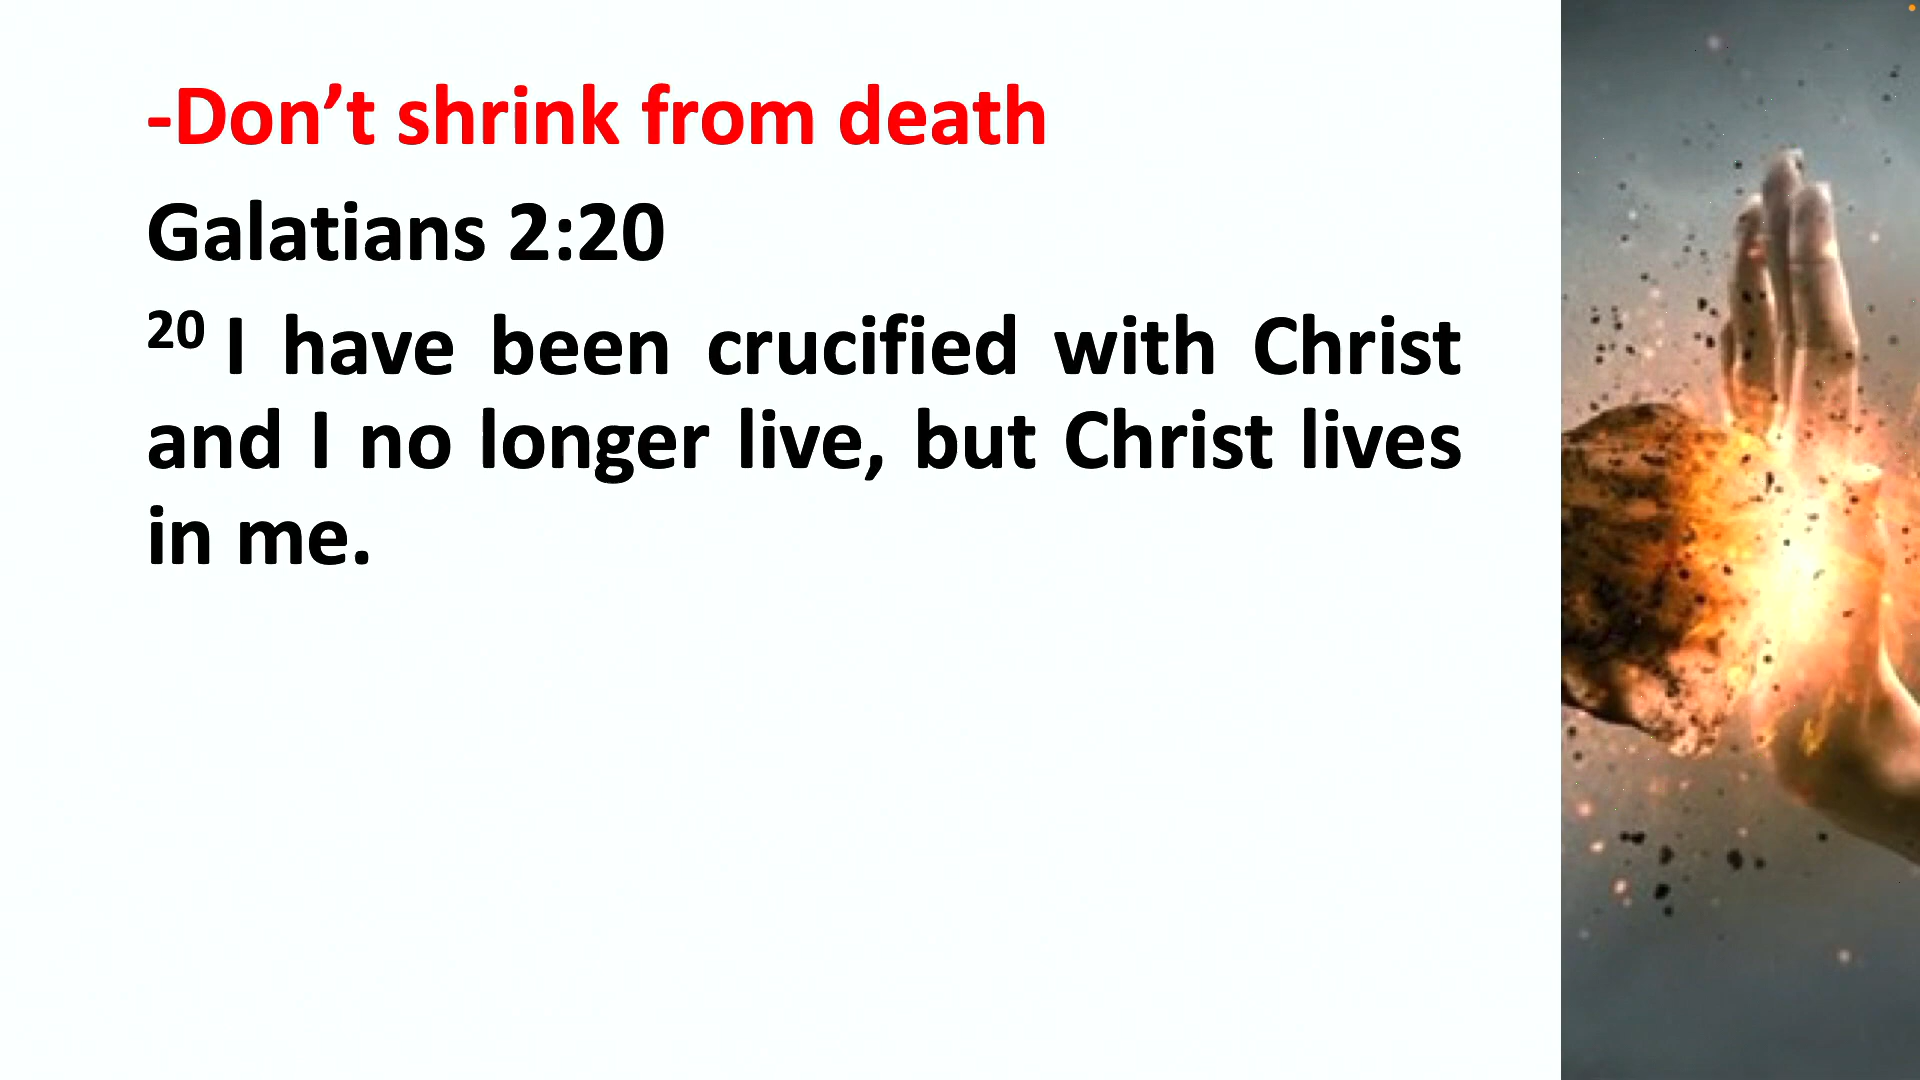 -Don’t shrink from death
Galatians 2:20
20 I have been crucified with Christ
and I no longer live, but Christ lives
in me.